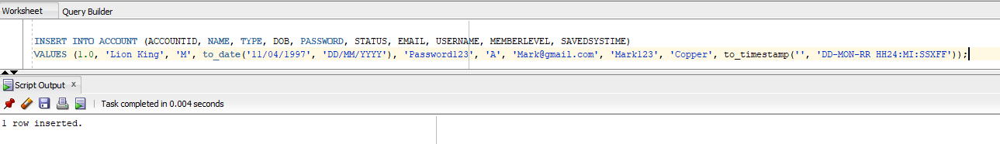 Worksheet Query Builder
INSERT INTO ACCOUNT (ACCOUNTID, NAME, TYPE, DOB, PASSWORD, STATUS, EMAIL, USERNAME, MEMBERLEVEL, SAVEDSYSTIME)
VALUES (1.0, 'Lion King', 'M', to_date('11/04/1997', 'DD/MM/YYYY'), 'Password123', 'A', 'Mark@gmail.com', 'Mark123', 'Copper', to_timestamp('', 'DD-MON-RR HH24:MI:SSXFF'));
Script Output x
Task completed in 0.004 seconds
1 row inserted.